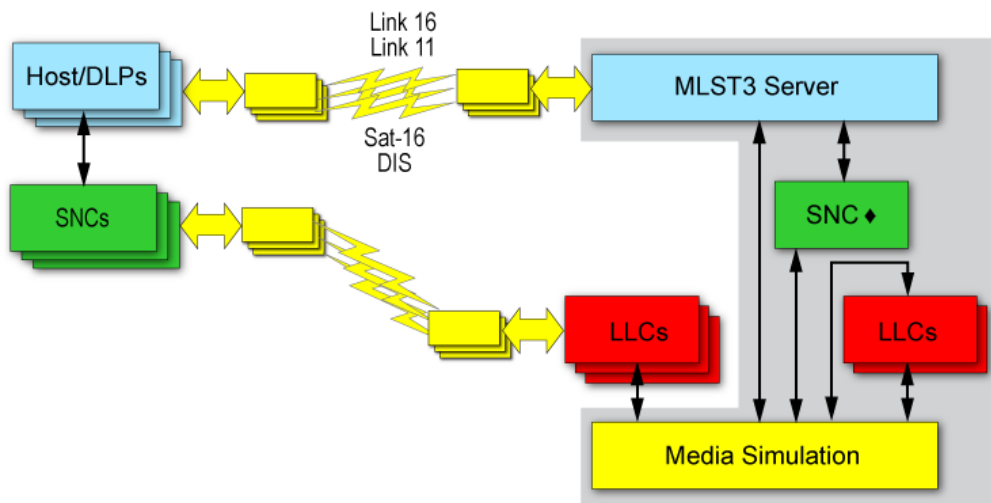 Link 16
Link 11
Host/DLPs
MLST3 Server
Sat-16
DIS
SNCs
SNC ♦
LLCs
LLCs
Media Simulation